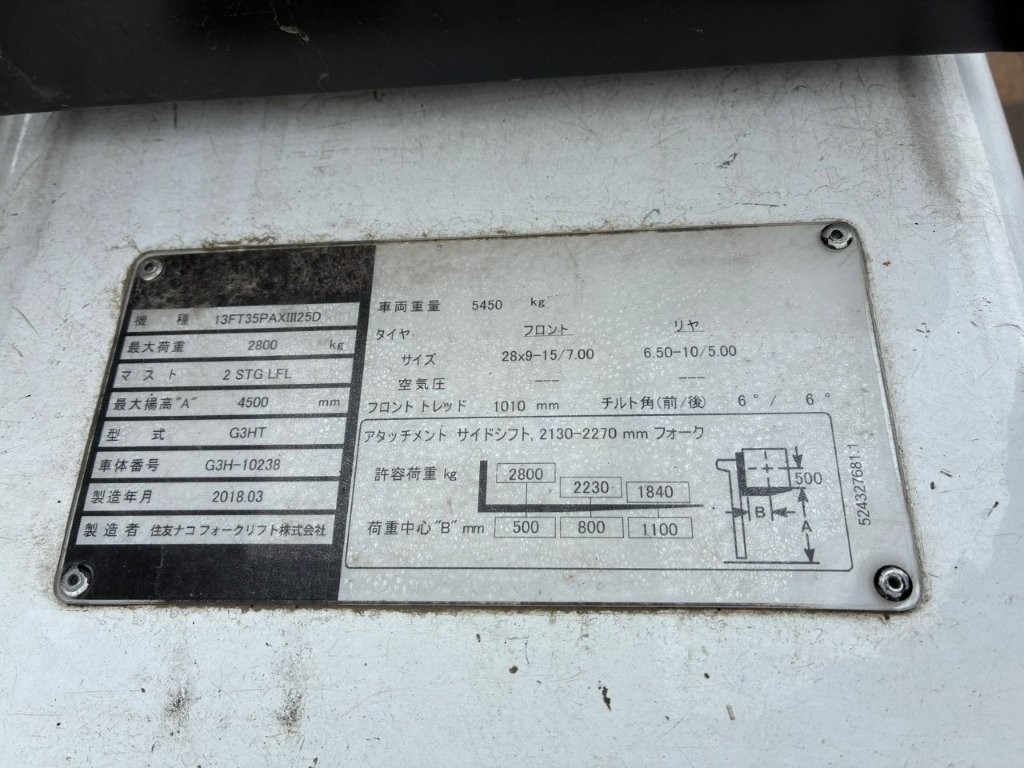 機 種 13FT35PAXIII25D
最大荷重 2800 kg
マスト 2 STG LFL
最大揚高"A" 4500 mm
型 式 G3HT
車体番号 G3H-10238
製造年月 2018.03
製造者 住友ナコ フォークリフト株式会社
車両重量 5450 kg
タイヤ フロント リヤ
サイズ 28x9-15/7.00 6.50-10/5.00
空気圧 --- ---
フロント トレッド 1010 mm チルト角(前/後) 6°/ 6°
アタッチメント サイドシフト, 2130-2270 mm フォーク
許容荷重 kg 2800 2230 1840
荷重中心"B" mm 500 800 1100
500
B
A
524327681.1